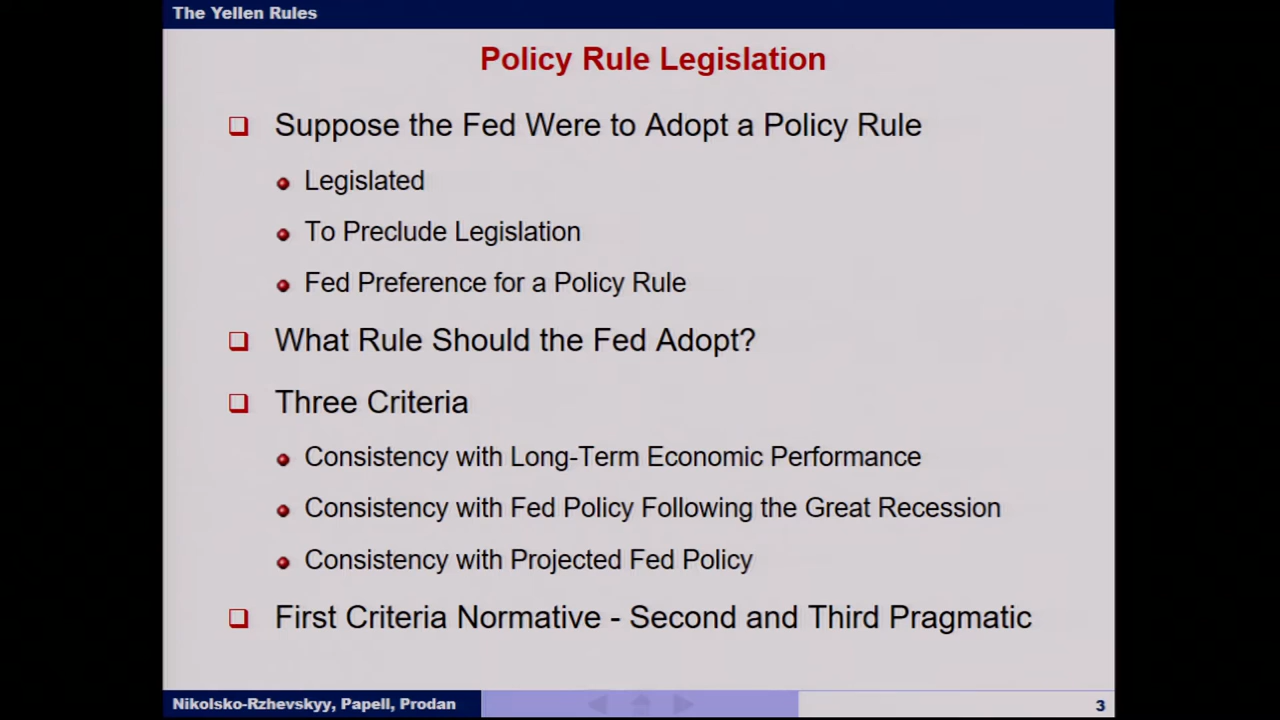 The Yellen Rules
Policy Rule Legislation
Suppose the Fed Were to Adopt a Policy Rule
Legislated
To Preclude Legislation
Fed Preference for a Policy Rule
What Rule Should the Fed Adopt?
Three Criteria
Consistency with Long-Term Economic Performance
Consistency with Fed Policy Following the Great Recession
Consistency with Projected Fed Policy
First Criteria Normative - Second and Third Pragmatic
Nikolsko-Rzhevskyy, Papell, Prodan
3